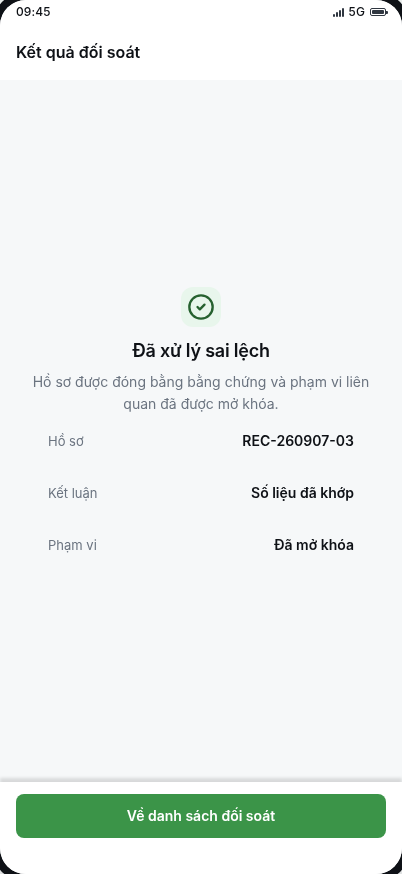 09:45
5G
Kết quả đối soát
Đã xử lý sai lệch
Hồ sơ được đóng bằng bằng chứng và phạm vi liên
quan đã được mở khóa.
Hồ sơ REC-260907-03
Kết luận Số liệu đã khớp
Phạm vi Đã mở khóa
Về danh sách đối soát